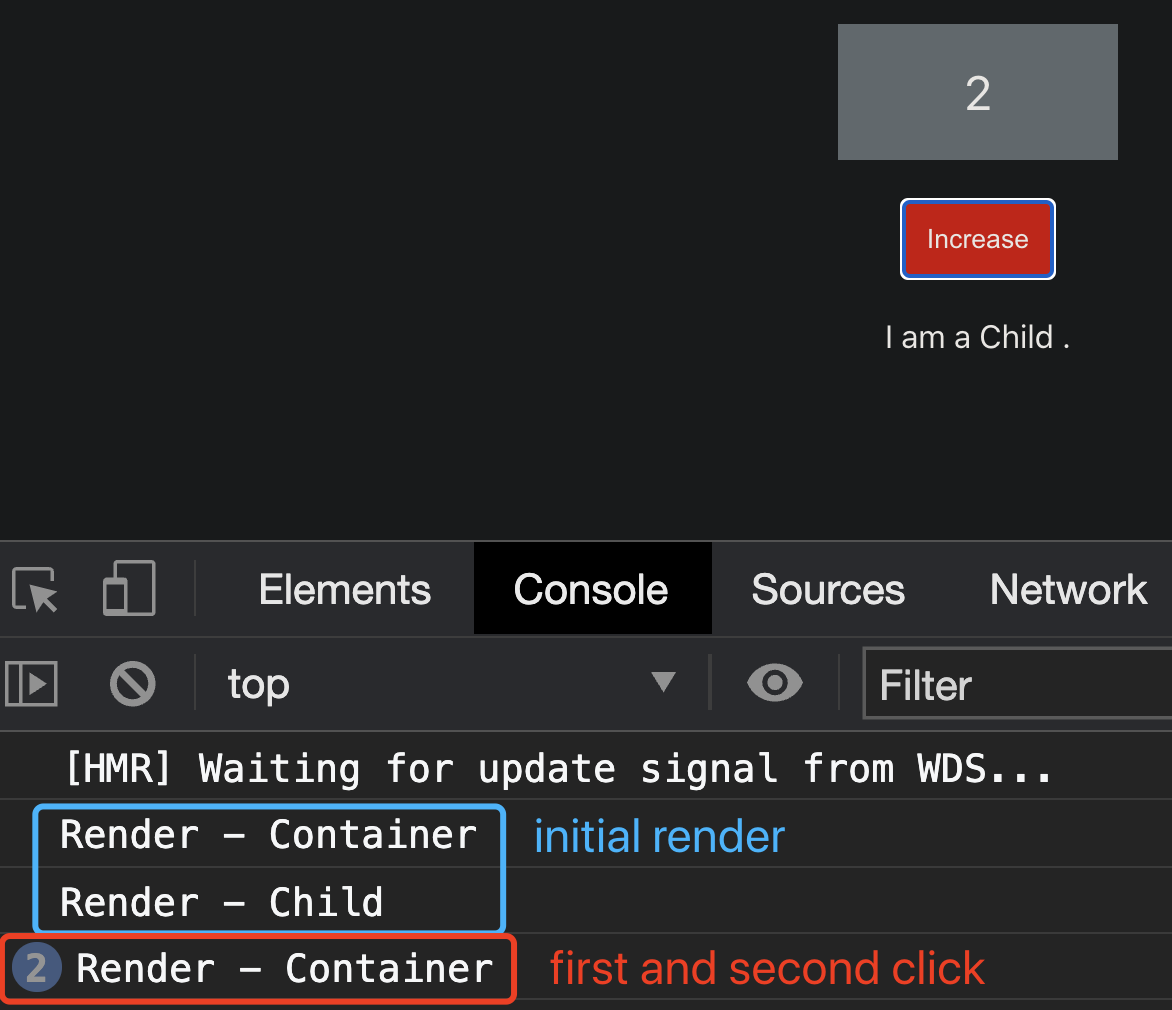 2
Increase
I am a Child .
Elements Console Sources Network
top Filter
[HMR] Waiting for update signal from WDS...
Render – Container initial render
Render – Child
2 Render – Container first and second click